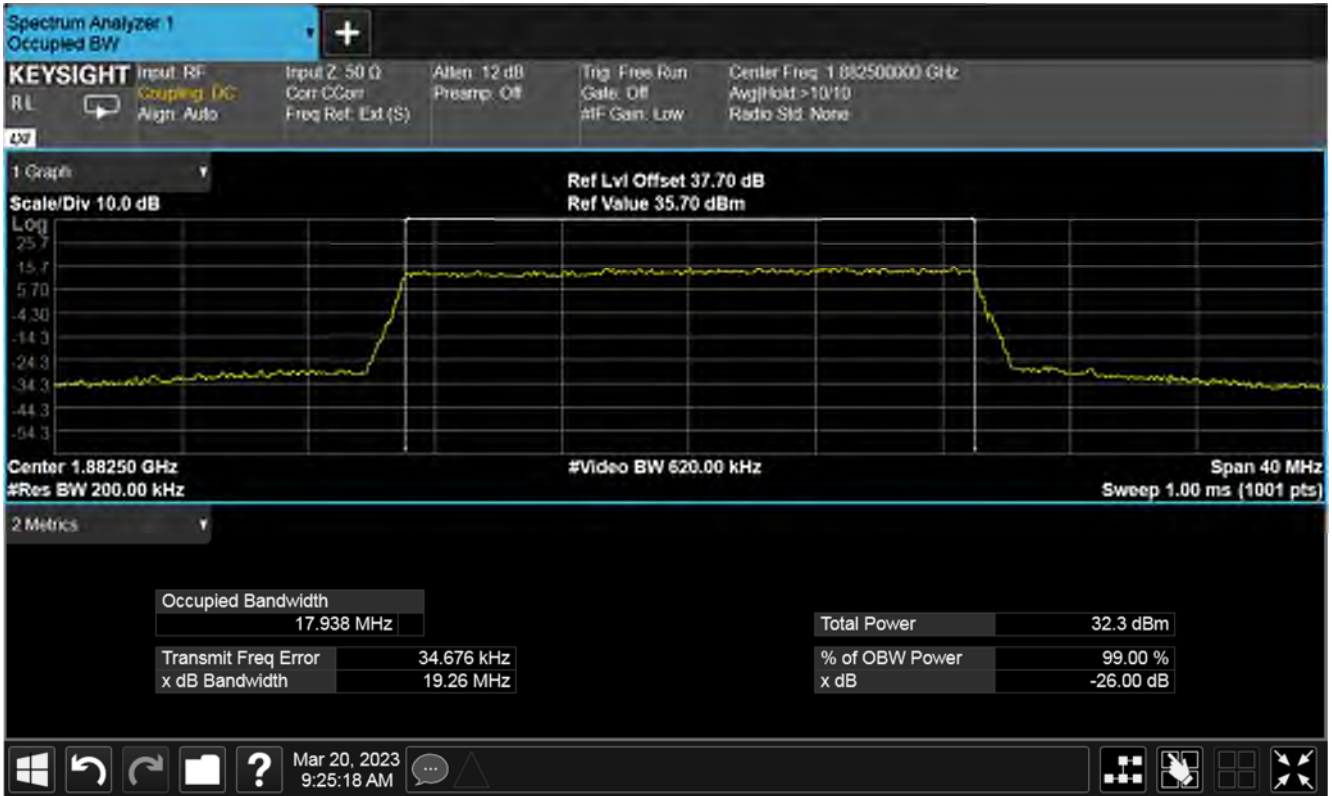 Spectrum Analyzer 1
Occupied BW
KEYSIGHT Input: RF Input Z: 50 Ω Atten: 12 dB Trig: Free Run Center Freq: 1.882500000 GHz
RL Coupling: DC Corr CCorr Preamp: Off Gate: Off Avg|Hold:>10/10
Align: Auto Freq Ref: Ext (S) #IF Gain: Low Radio Std: None
LXI
1 Graph
Ref Lvl Offset 37.70 dB
Scale/Div 10.0 dB Ref Value 35.70 dBm
Log
25.7
15.7
5.70
-4.30
-14.3
-24.3
-34.3
-44.3
-54.3
Center 1.88250 GHz #Video BW 620.00 kHz Span 40 MHz
#Res BW 200.00 kHz Sweep 1.00 ms (1001 pts)
2 Metrics
Occupied Bandwidth
17.938 MHz Total Power 32.3 dBm
Transmit Freq Error 34.676 kHz % of OBW Power 99.00 %
x dB Bandwidth 19.26 MHz x dB -26.00 dB
?
Mar 20, 2023
9:25:18 AM